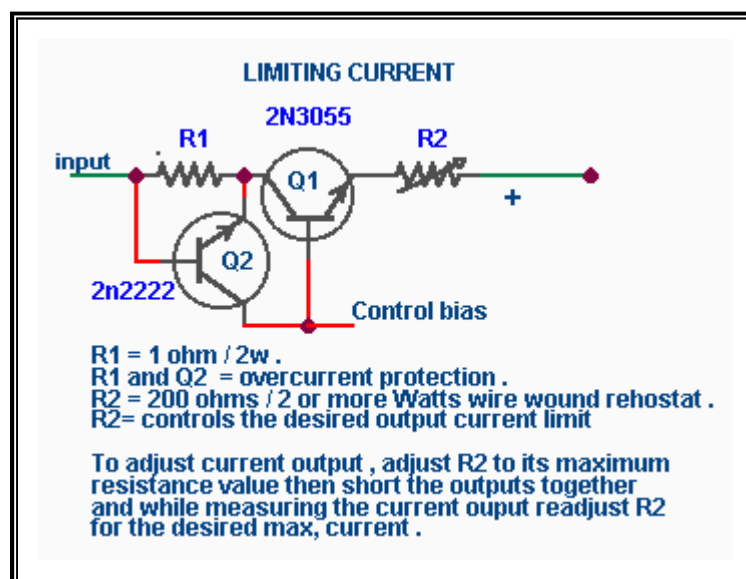 LIMITING CURRENT
2N3055
R1
R2
input
Q1
+
Q2
2n2222
Control bias
R1 = 1 ohm / 2w .
R1 and Q2 = overcurrent protection .
R2 = 200 ohms / 2 or more Watts wire wound rehostat .
R2= controls the desired output current limit
To adjust current output , adjust R2 to its maximum
resistance value then short the outputs together
and while measuring the current ouput readjust R2
for the desired max, current .